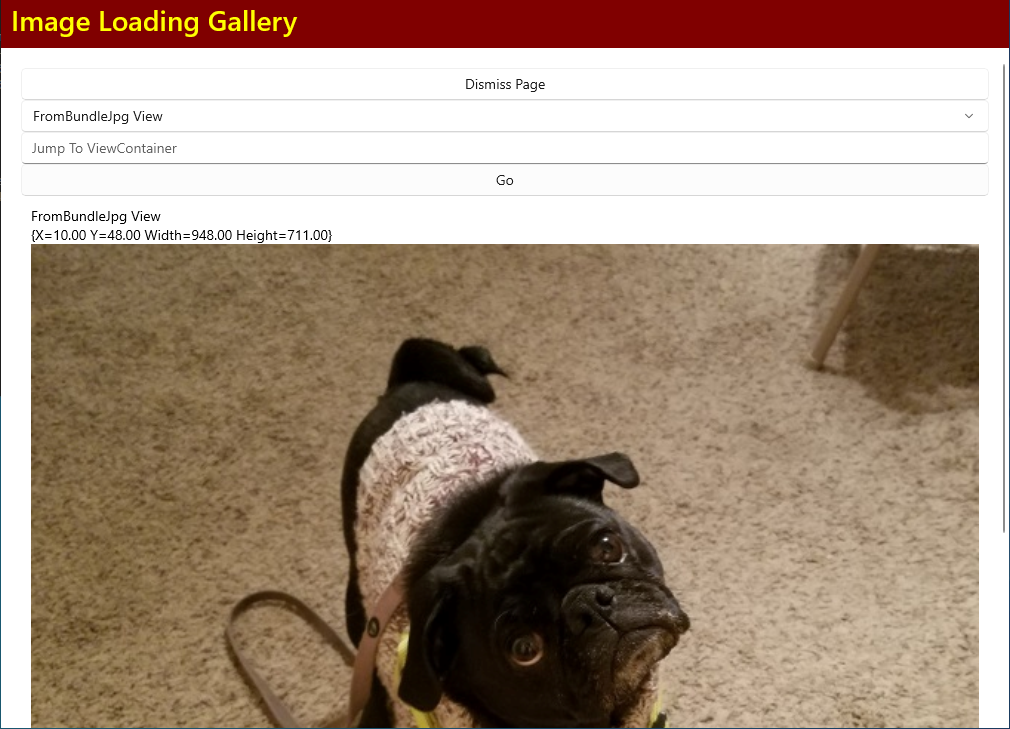 Image Loading Gallery
Dismiss Page
FromBundleJpg View
Jump To ViewContainer
Go
FromBundleJpg View
{X=10.00 Y=48.00 Width=948.00 Height=711.00}